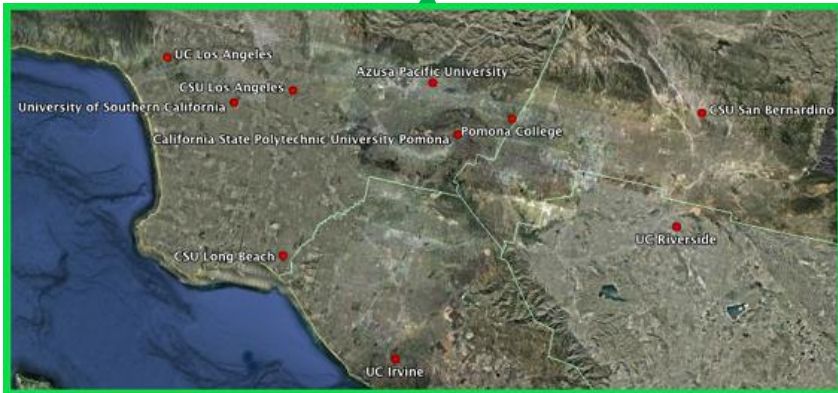 UC Los Angeles
Azusa Pacific University
CSU Los Angeles
University of Southern California
CSU San Bernardino
Pomona College
California State Polytechnic University Pomona
UC Riverside
CSU Long Beach
UC Irvine